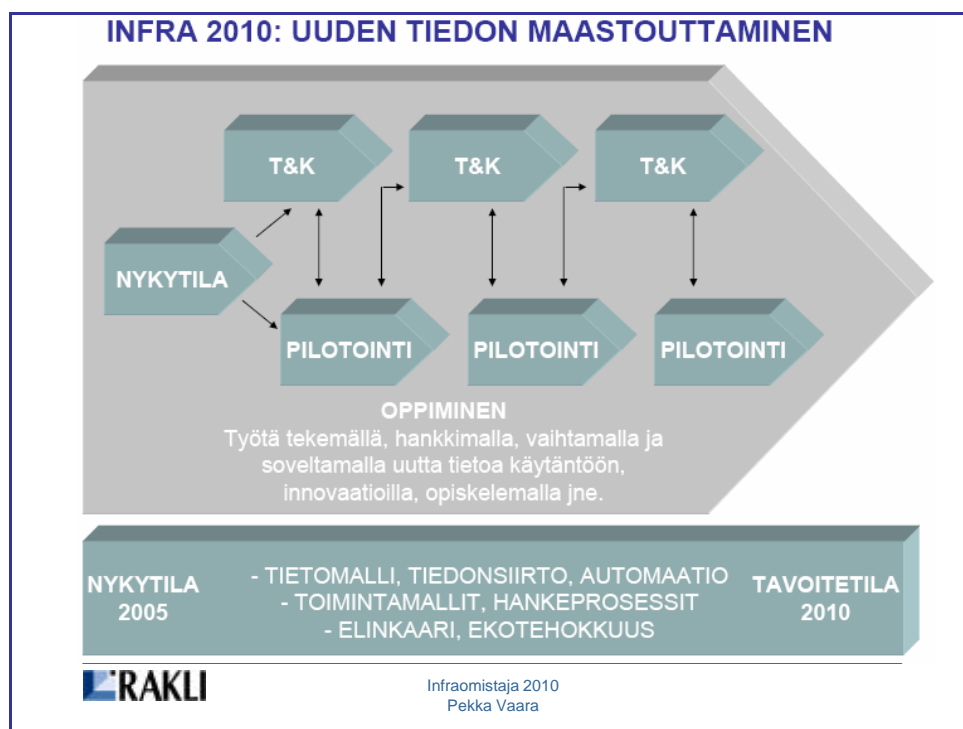 INFRA 2010: UUDEN TIEDON MAASTOUTTAMINEN
T&K
T&K
T&K
NYKYTILA
PILOTOINTI
PILOTOINTI
PILOTOINTI
OPPIMINEN
Työtä tekemällä, hankkimalla, vaihtamalla ja
soveltamalla uutta tietoa käytäntöön,
innovaatioilla, opiskelemalla jne.
NYKYTILA
2005
- TIETOMALLI, TIEDONSIIRTO, AUTOMAATIO
- TOIMINTAMALLIT, HANKEPROSESSIT
- ELINKAARI, EKOTEHOKKUUS
TAVOITETILA
2010
RAKLI
Infraomistaja 2010
Pekka Vaara